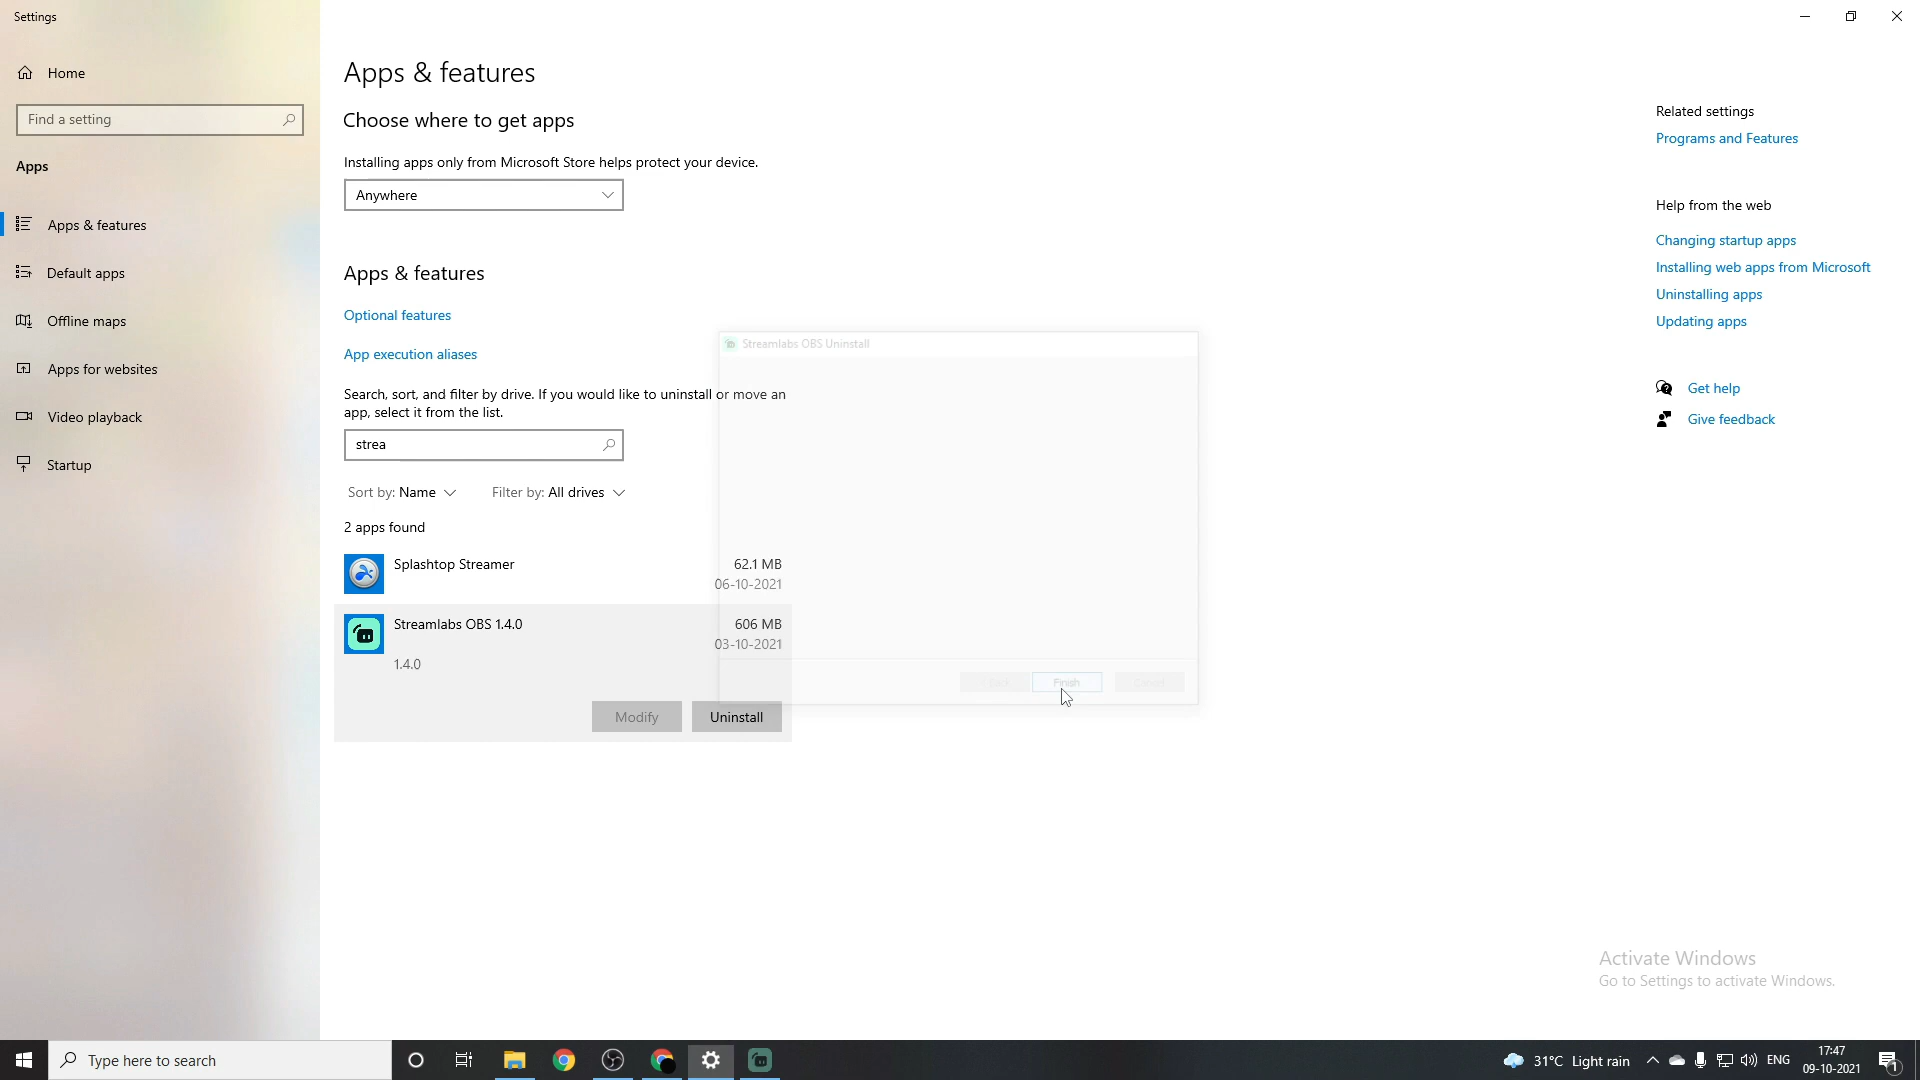 Settings
Home
Find a setting
Apps
Apps & features
Default apps
Offline maps
Apps for websites
Video playback
Startup
Apps & features
Choose where to get apps
Installing apps only from Microsoft Store helps protect your device.
Anywhere
Apps & features
Optional features
App execution aliases
Search, sort, and filter by drive. If you would like to uninstall or move an
app, select it from the list.
strea
Sort by: Name
Filter by: All drives
2 apps found
Splashtop Streamer
62.1 MB
06-10-2021
Streamlabs OBS 1.4.0
606 MB
03-10-2021
1.4.0
Modify
Uninstall
Streamlabs OBS Uninstall
< Back
Finish
Cancel
Related settings
Programs and Features
Help from the web
Changing startup apps
Installing web apps from Microsoft
Uninstalling apps
Updating apps
Get help
Give feedback
Activate Windows
Go to Settings to activate Windows.
Type here to search
31°C Light rain
ENG
17:47
09-10-2021
1